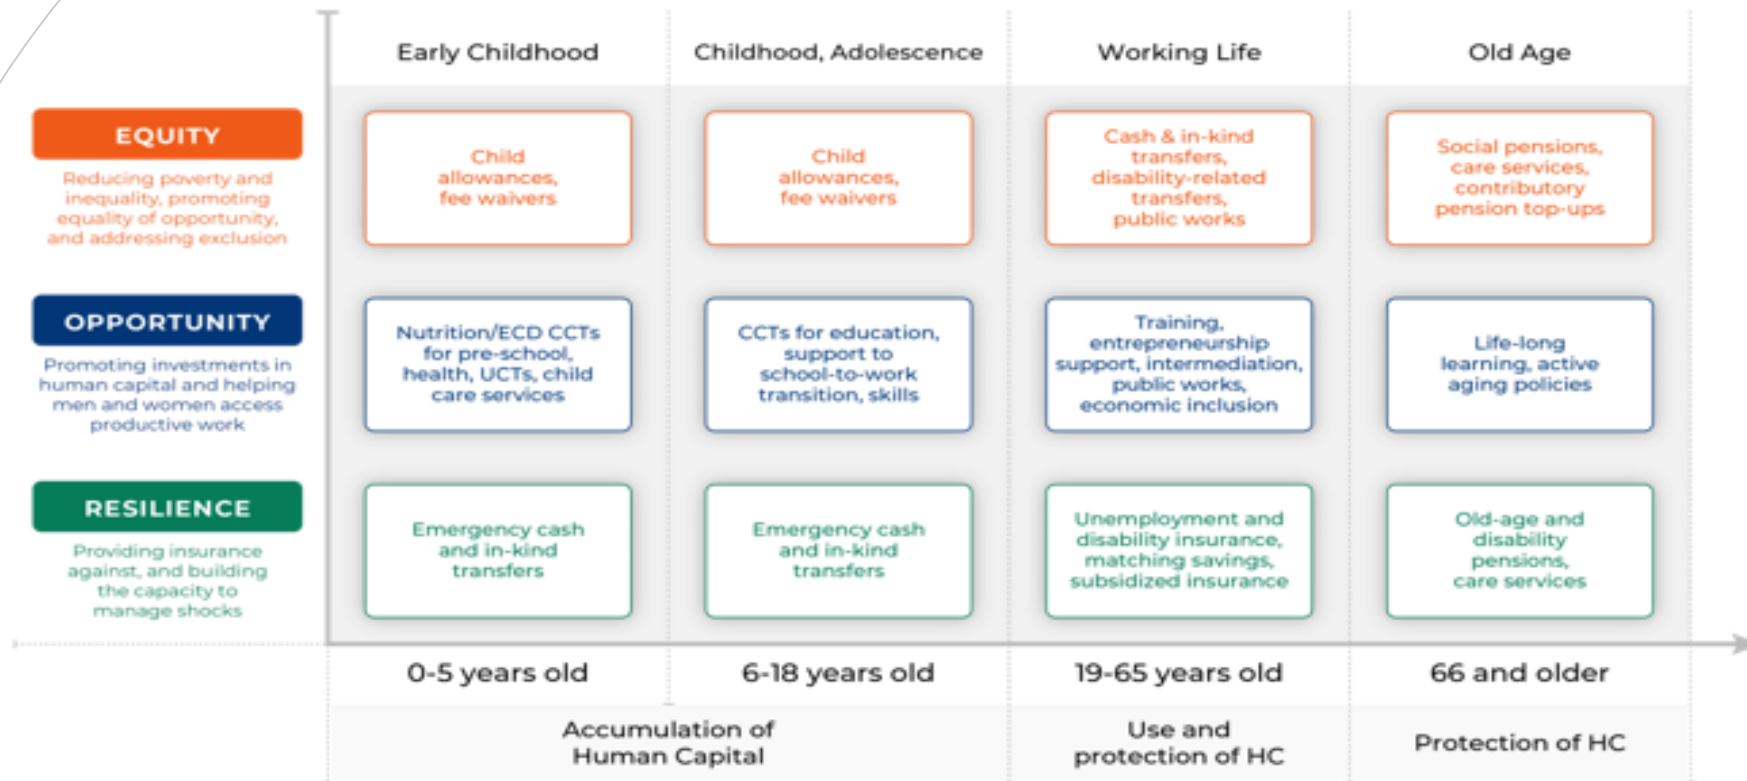 Early Childhood
Childhood, Adolescence
Working Life
Old Age
EQUITY
Reducing poverty and
inequality, promoting
equality of opportunity,
and addressing exclusion
Child
allowances,
fee waivers
Child
allowances,
fee waivers
Cash & in-kind
transfers,
disability-related
transfers,
public works
Social pensions,
care services,
contributory
pension top-ups
OPPORTUNITY
Promoting investments in
human capital and helping
men and women access
productive work
Nutrition/ECD CCTs
for pre-school,
health, UCTs, child
care services
CCTs for education,
support to
school-to-work
transition, skills
Training,
entrepreneurship
support, intermediation,
public works,
economic inclusion
Life-long
learning, active
aging policies
RESILIENCE
Providing insurance
against, and building
the capacity to
manage shocks
Emergency cash
and in-kind
transfers
Emergency cash
and in-kind
transfers
Unemployment and
disability insurance,
matching savings,
subsidized insurance
Old-age and
disability
pensions,
care services
0-5 years old
6-18 years old
19-65 years old
66 and older
Accumulation of
Human Capital
Use and
protection of HC
Protection of HC